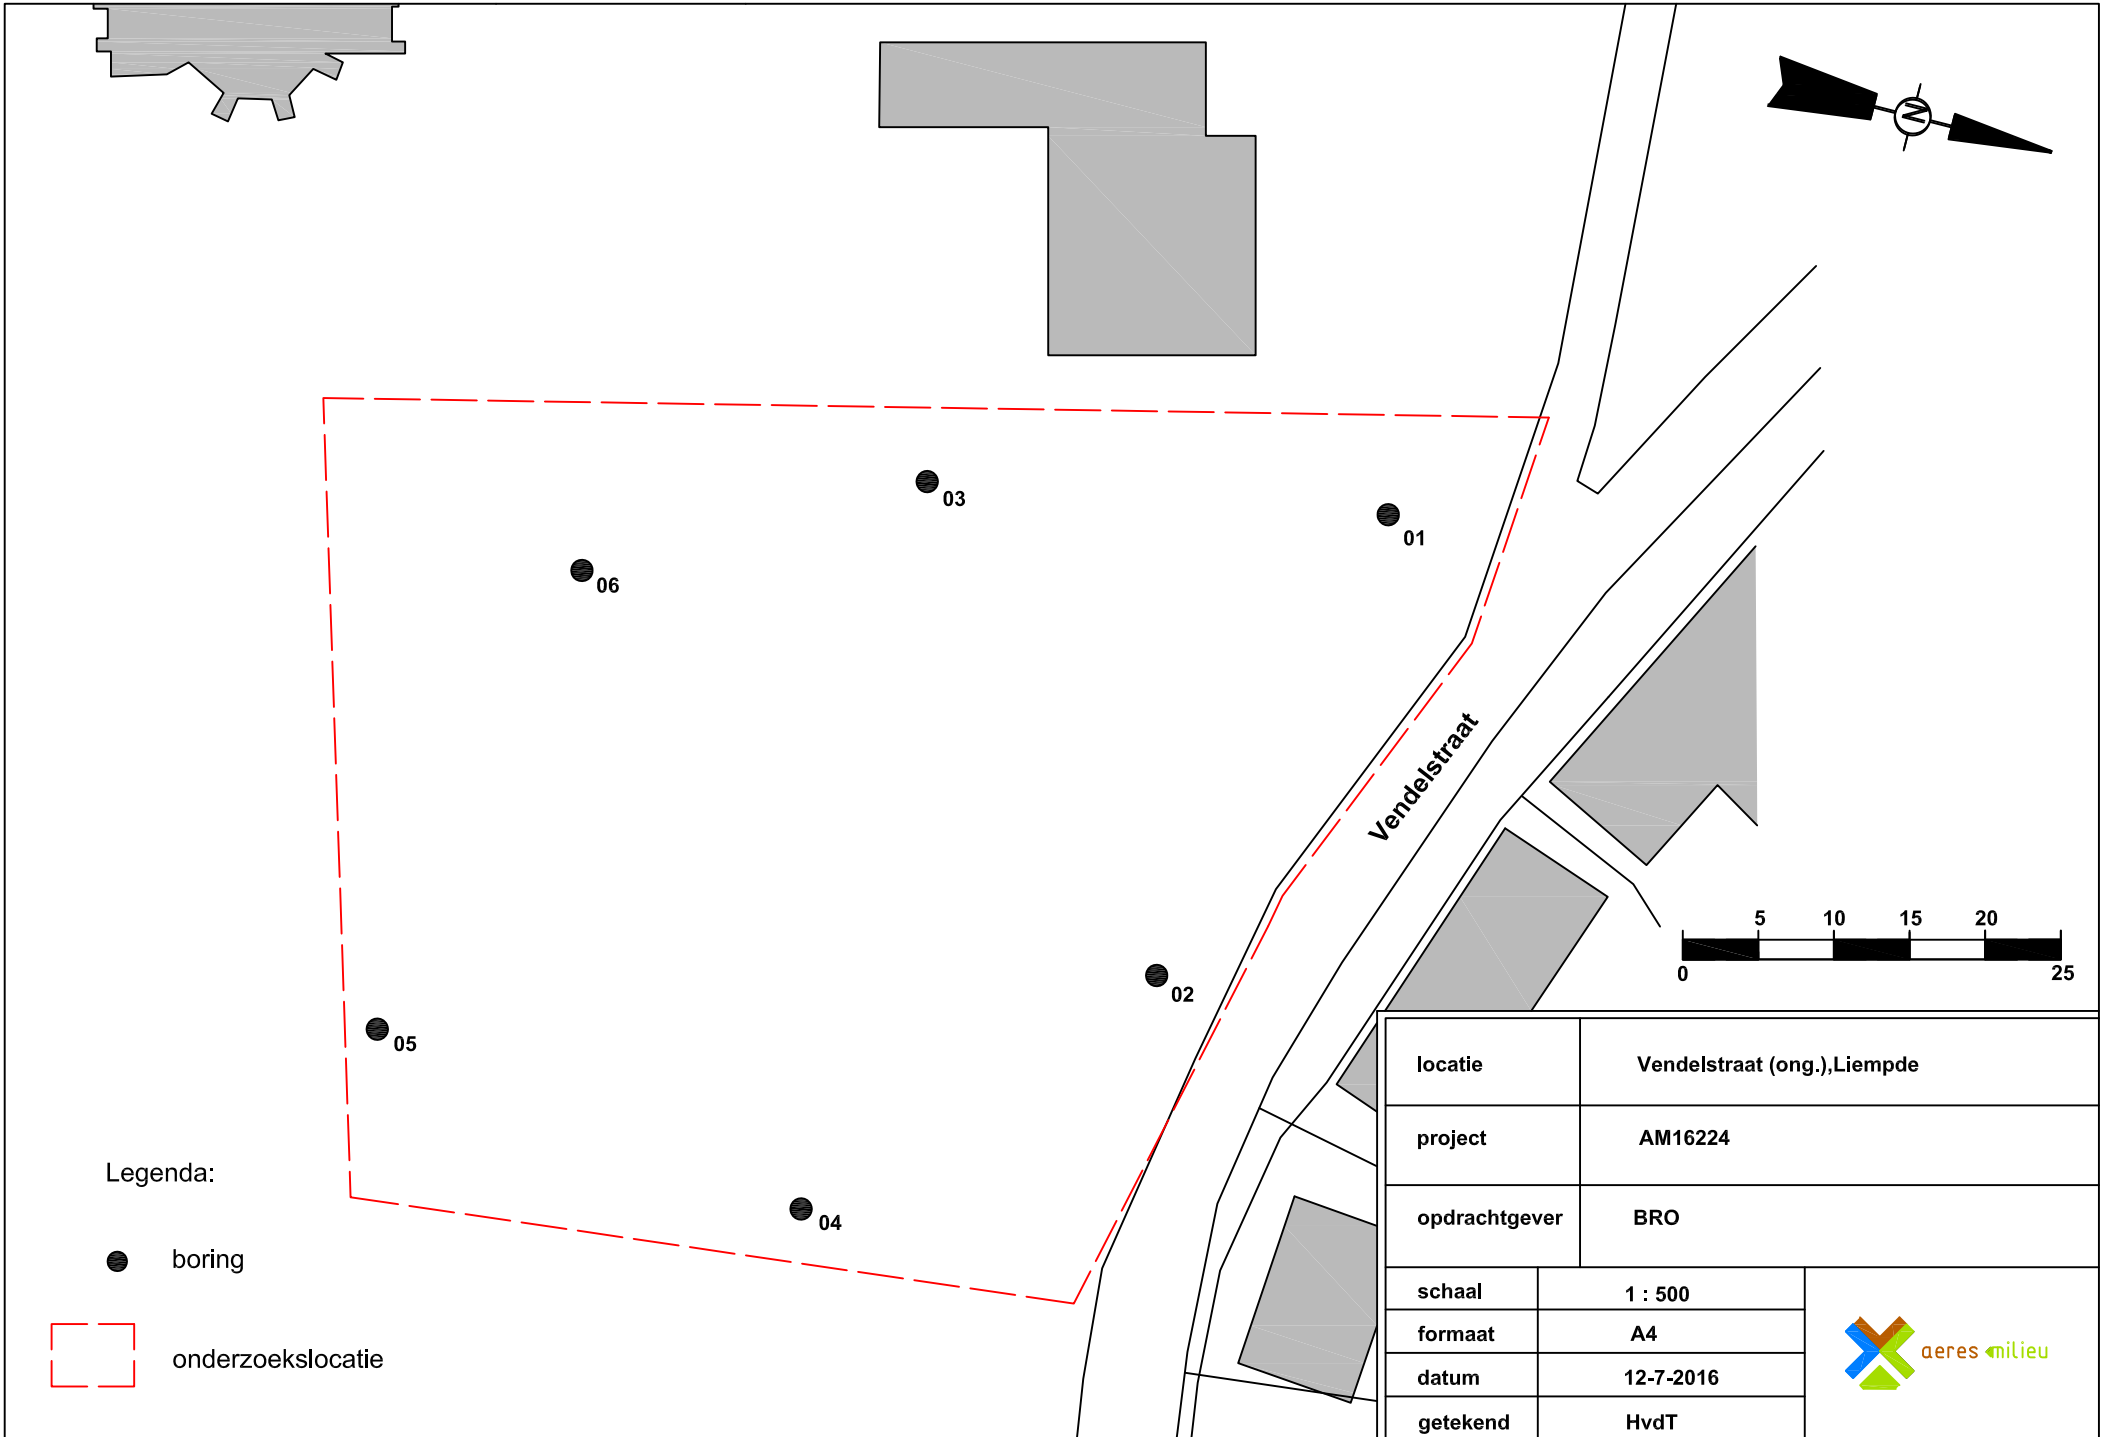 N
03
01
06
Vendelstraat
5 10 15 20
0 25
02
05
04
Legenda:
boring
onderzoekslocatie
locatie Vendelstraat (ong.),Liempde
project AM16224
opdrachtgever BRO
schaal 1 : 500
formaat A4
datum 12-7-2016
getekend HvdT
aeres milieu